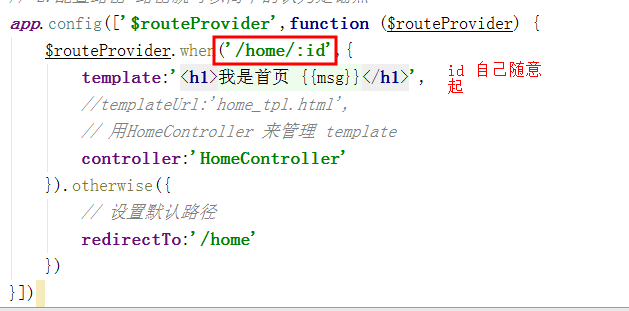 app.config(['$routeProvider',function ($routeProvider) {
$routeProvider.when('/home/:id',{
template:'<h1>我是首页 {{msg}}</h1>',
//templateUrl:'home_tpl.html',
// 用HomeController 来管理 template
controller:'HomeController'
}).otherwise({
// 设置默认路径
redirectTo:'/home'
})
}])
id 自己随意
起